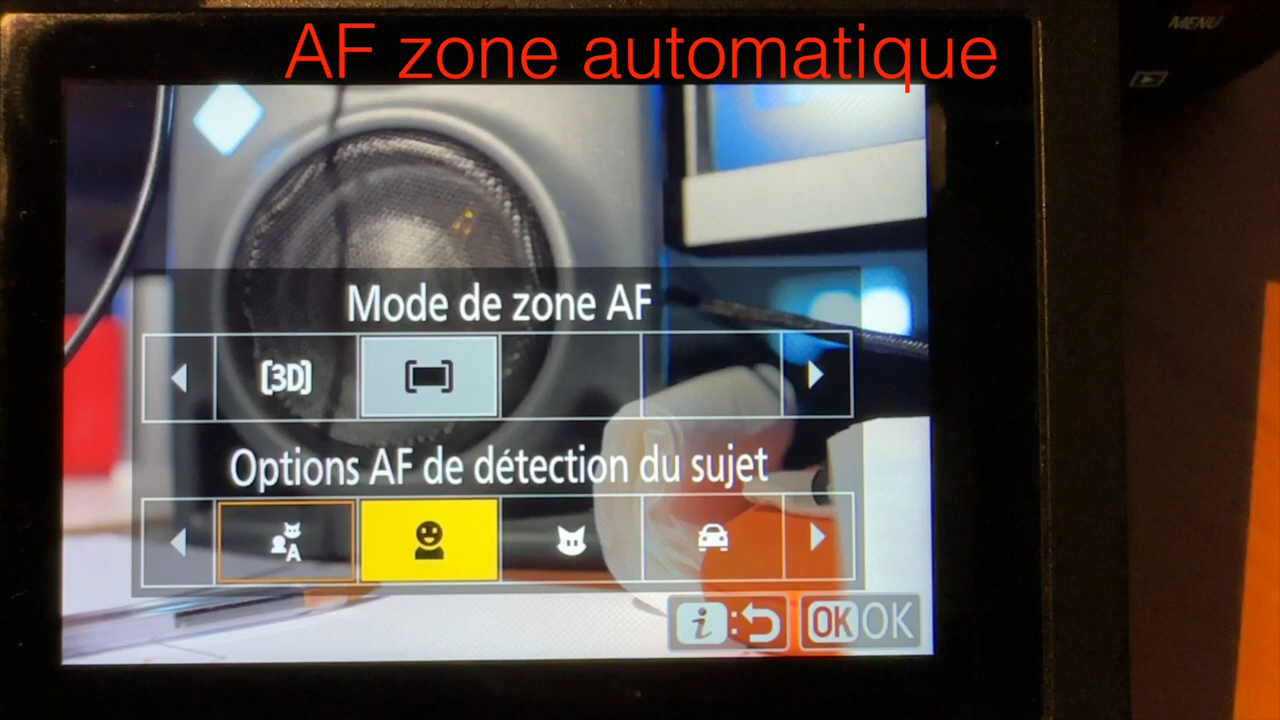 AF zone automatique
MENU
Mode de zone AF
[3D]
Options AF de détection du sujet
A
i : OK OK